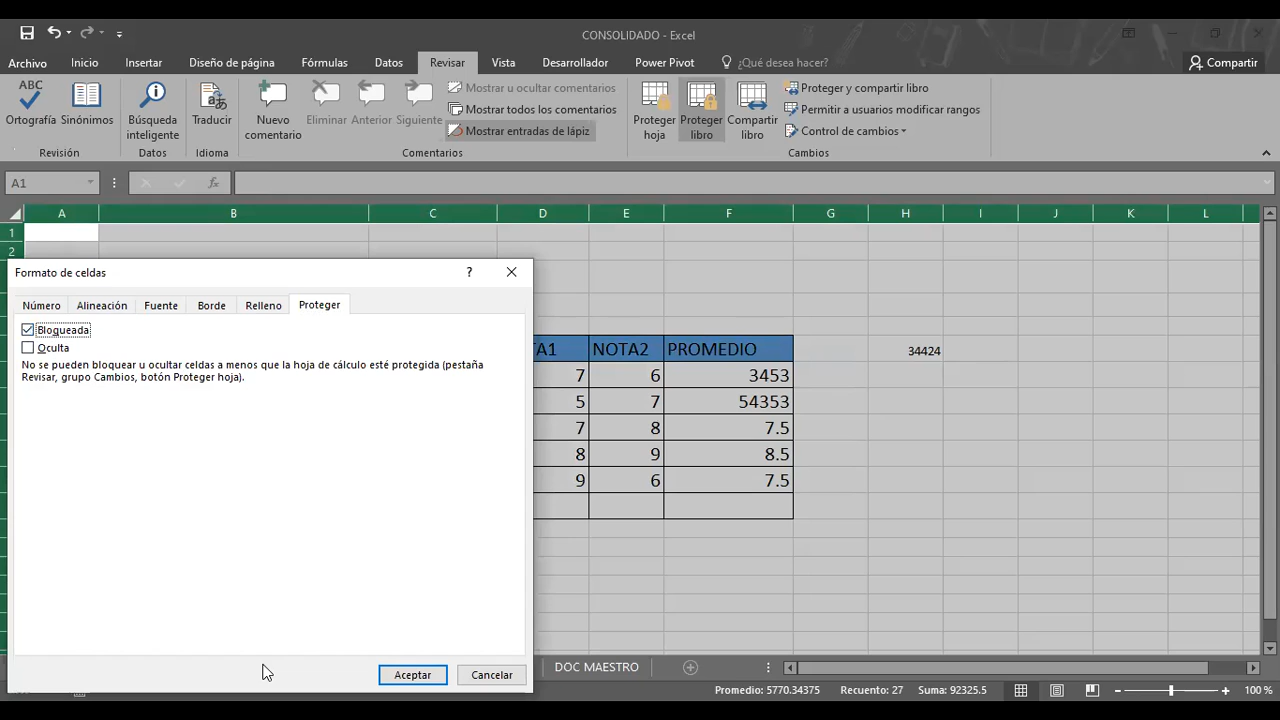 CONSOLIDADO - Excel
Archivo Inicio Insertar Diseño de página Fórmulas Datos Revisar Vista Desarrollador Power Pivot ¿Qué desea hacer? Compartir
ABC
Ortografía
Sinónimos
Búsqueda
inteligente
Traducir
Nuevo
comentario
Eliminar
Anterior
Siguiente
Mostrar u ocultar comentarios
Mostrar todos los comentarios
Mostrar entradas de lápiz
Proteger
hoja
Proteger
libro
Compartir
libro
Proteger y compartir libro
Permitir a usuarios modificar rangos
Control de cambios
Revisión Datos Idioma Comentarios Cambios
A1 fx
A B C D E F G H I J K L
1
2
Formato de celdas ?
Número Alineación Fuente Borde Relleno Proteger
Bloqueada
Oculta
No se pueden bloquear u ocultar celdas a menos que la hoja de cálculo esté protegida (pestaña
Revisar, grupo Cambios, botón Proteger hoja).
Aceptar Cancelar
TA1 NOTA2 PROMEDIO 34424
7 6 3453
5 7 54353
7 8 7.5
8 9 8.5
9 6 7.5
DOC MAESTRO
Promedio: 5770.34375 Recuento: 27 Suma: 92325.5 100 %